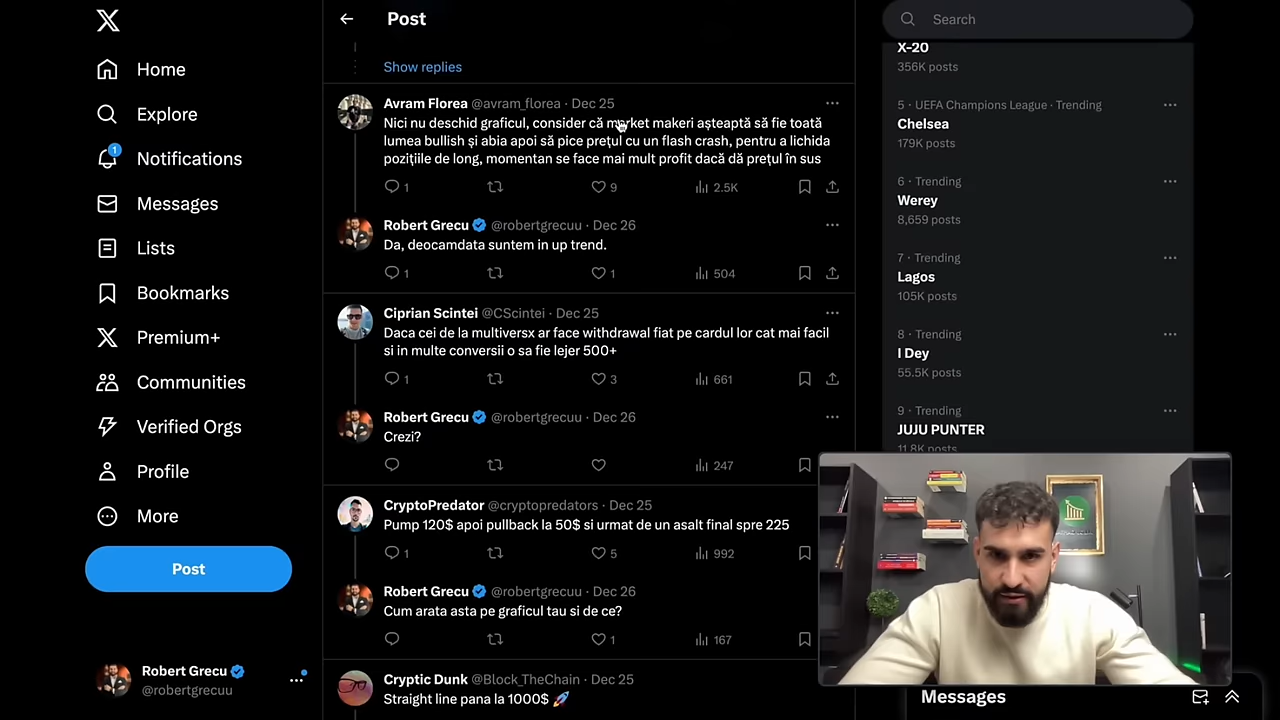 Home
Explore
1
Notifications
Messages
Lists
Bookmarks
Premium+
Communities
Verified Orgs
Profile
More
Post
Robert Grecu
@robertgrecuu
Post
Show replies
Avram Florea @avram_florea · Dec 25
Nici nu deschid graficul, consider că market makeri așteaptă să fie toată
lumea bullish și abia apoi să pice prețul cu un flash crash, pentru a lichida
pozițiile de long, momentan se face mai mult profit dacă dă prețul în sus
1 9 2.5K
Robert Grecu @robertgrecuu · Dec 26
Da, deocamdata suntem in up trend.
1 1 504
Ciprian Scintei @CScintei · Dec 25
Daca cei de la multiversx ar face withdrawal fiat pe cardul lor cat mai facil
si in multe conversii o sa fie lejer 500+
1 3 661
Robert Grecu @robertgrecuu · Dec 26
Crezi?
247
CryptoPredator @cryptopredators · Dec 25
Pump 120$ apoi pullback la 50$ si urmat de un asalt final spre 225
1 5 992
Robert Grecu @robertgrecuu · Dec 26
Cum arata asta pe graficul tau si de ce?
1 167
Cryptic Dunk @Block_TheChain · Dec 25
Straight line pana la 1000$ 🚀
Search
X-20
356K posts
5 · UEFA Champions League · Trending
Chelsea
179K posts
6 · Trending
Werey
8,659 posts
7 · Trending
Lagos
105K posts
8 · Trending
I Dey
55.5K posts
9 · Trending
JUJU PUNTER
11.8K posts
Messages